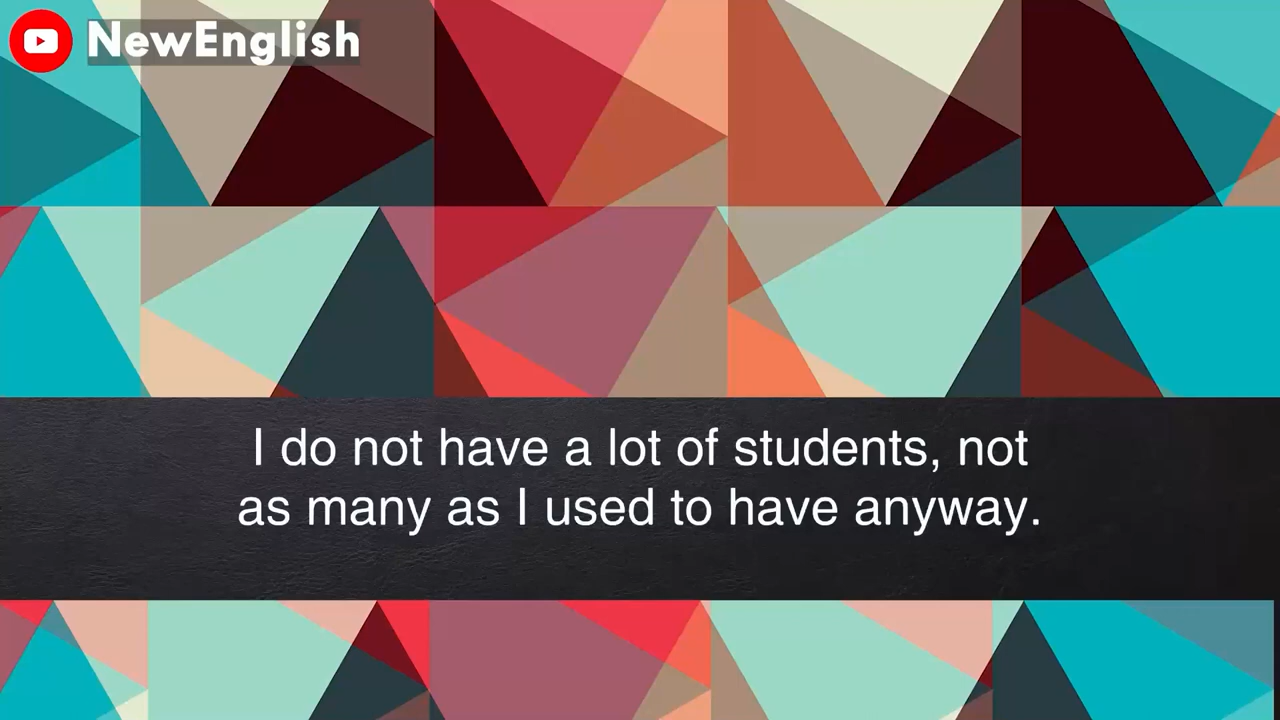 NewEnglish
I do not have a lot of students, not
as many as I used to have anyway.